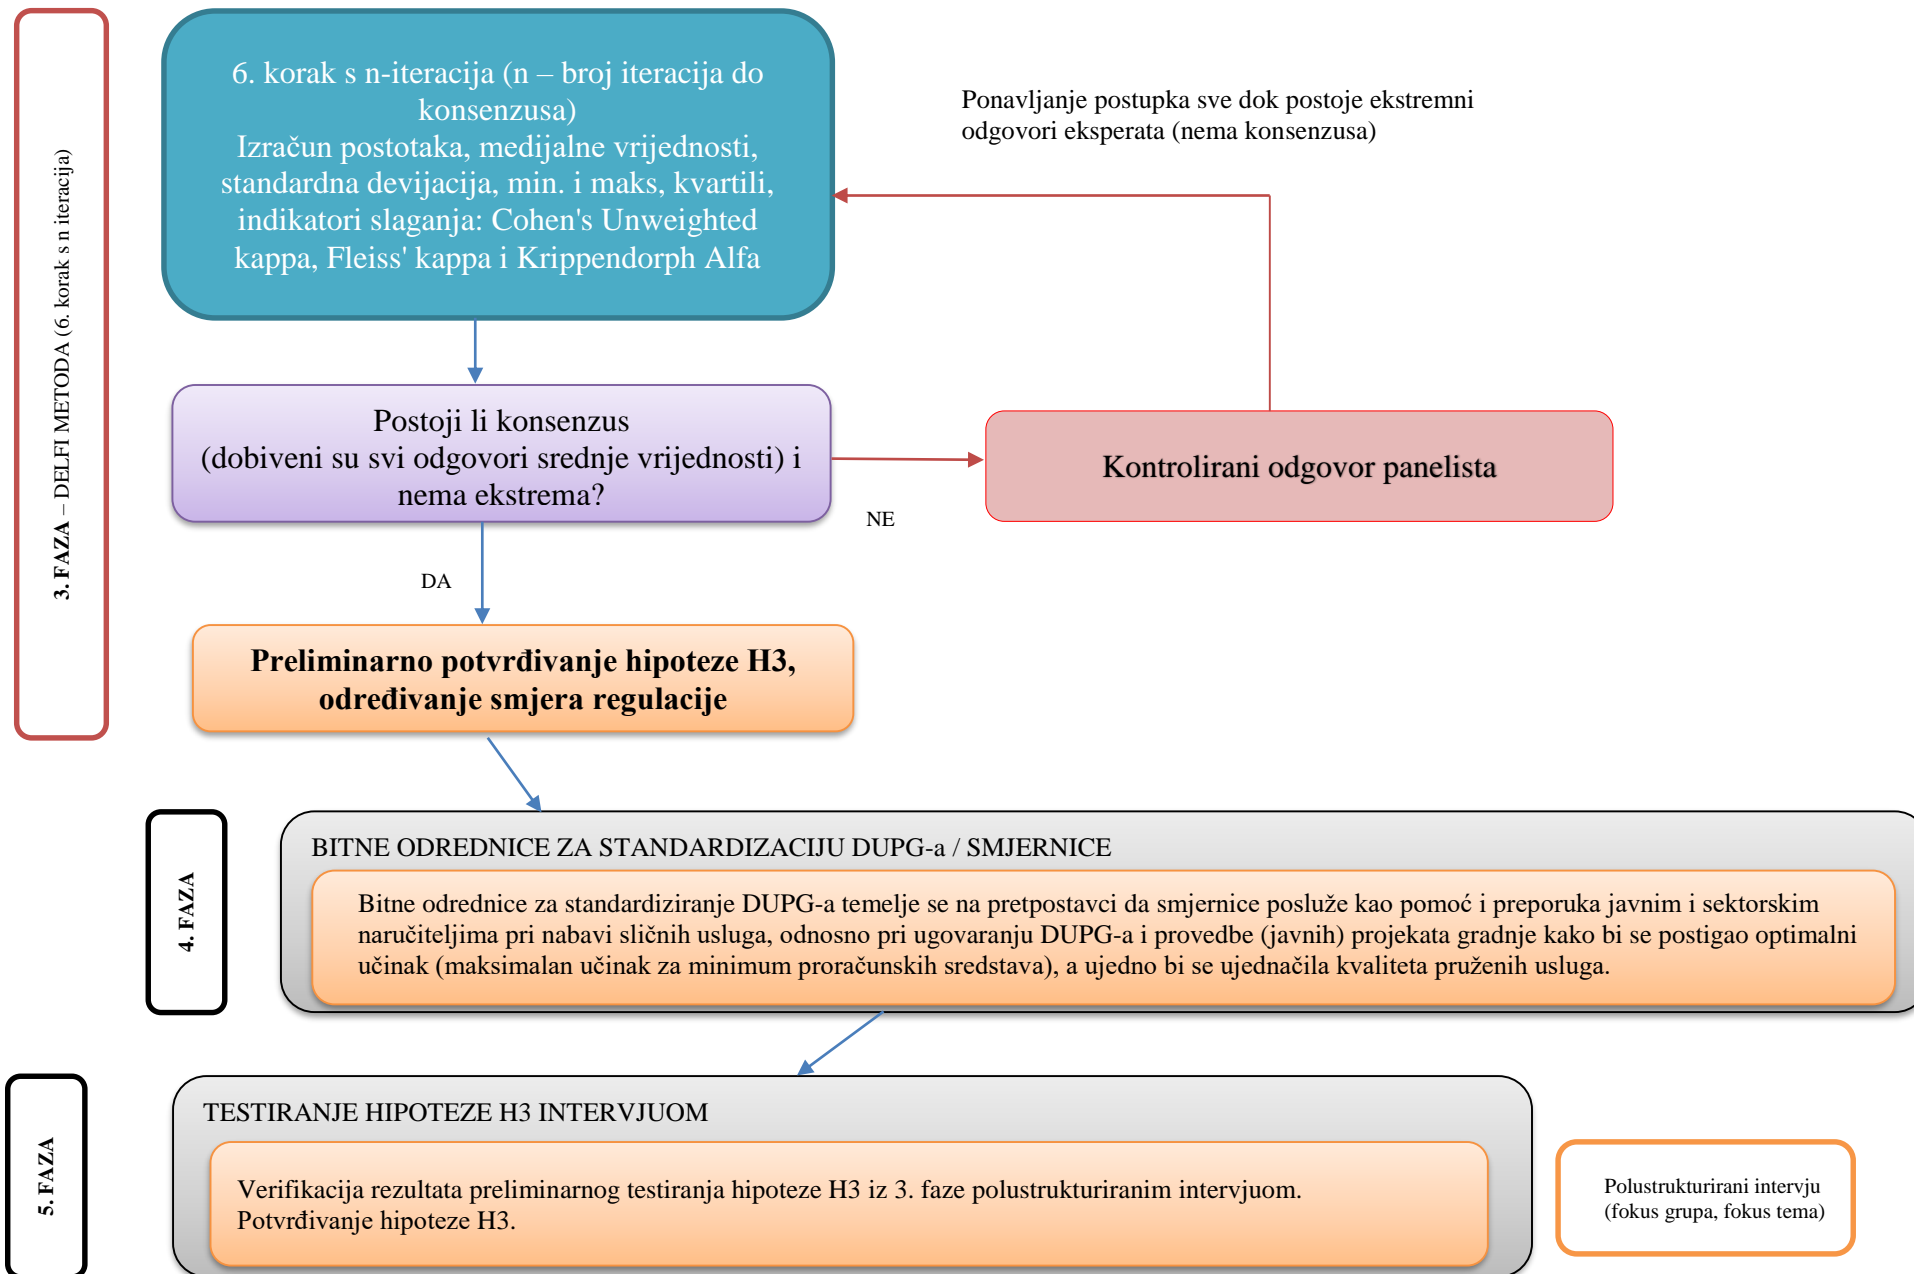 3. FAZA – DELFI METODA (6. korak s n iteracija)
6. korak s n-iteracija (n – broj iteracija do
konsenzusa)
Izračun postotaka, medijalne vrijednosti,
standardna devijacija, min. i maks, kvartili,
indikatori slaganja: Cohen's Unweighted
kappa, Fleiss' kappa i Krippendorph Alfa
Ponavljanje postupka sve dok postoje ekstremni
odgovori eksperata (nema konsenzusa)
Postoji li konsenzus
(dobiveni su svi odgovori srednje vrijednosti) i
nema ekstrema?
Kontrolirani odgovor panelista
NE
DA
Preliminarno potvrđivanje hipoteze H3,
određivanje smjera regulacije
4. FAZA
BITNE ODREDNICE ZA STANDARDIZACIJU DUPG-a / SMJERNICE
Bitne odrednice za standardiziranje DUPG-a temelje se na pretpostavci da smjernice posluže kao pomoć i preporuka javnim i sektorskim
naručiteljima pri nabavi sličnih usluga, odnosno pri ugovaranju DUPG-a i provedbe (javnih) projekata gradnje kako bi se postigao optimalni
učinak (maksimalan učinak za minimum proračunskih sredstava), a ujedno bi se ujednačila kvaliteta pruženih usluga.
5. FAZA
TESTIRANJE HIPOTEZE H3 INTERVJUOM
Verifikacija rezultata preliminarnog testiranja hipoteze H3 iz 3. faze polustrukturiranim intervjuom.
Potvrđivanje hipoteze H3.
Polustrukturirani intervju
(fokus grupa, fokus tema)